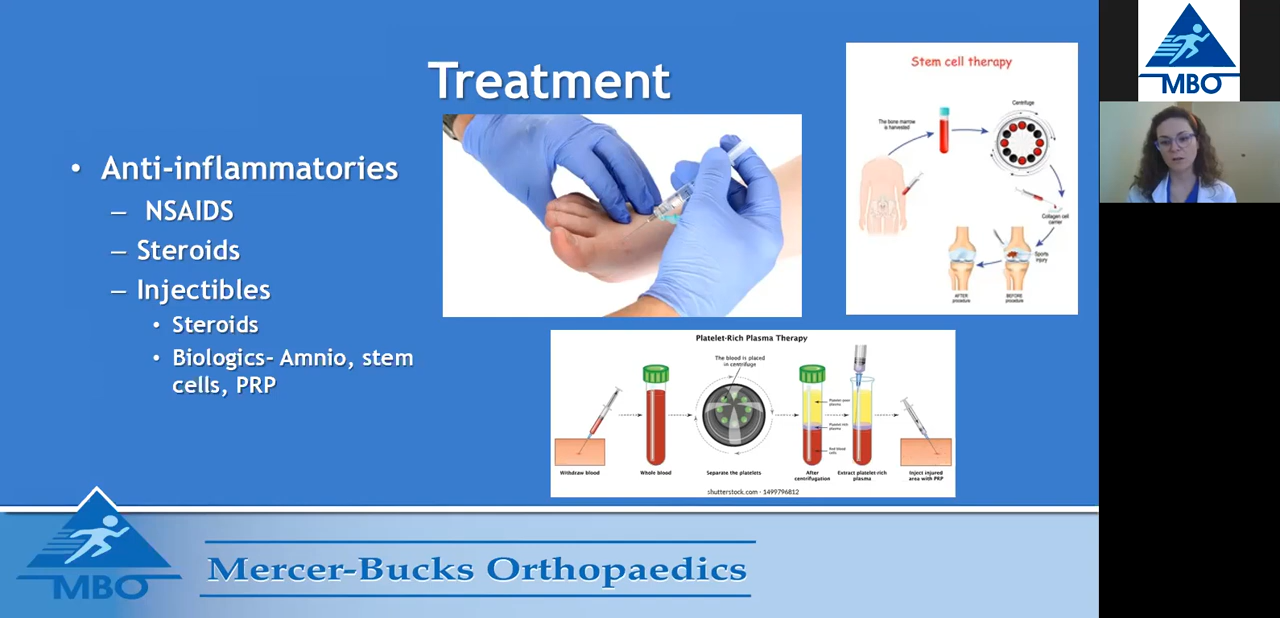 Treatment
• Anti-inflammatories
– NSAIDS
– Steroids
– Injectibles
• Steroids
• Biologics- Amnio, stem
cells, PRP
Stem cell therapy
Centrifuge
The bone marrow
is harvested
Collagen cell
carrier
Sports
injury
AFTER
procedure
BEFORE
procedure
Platelet-Rich Plasma Therapy
The blood is placed
in centrifuge
Platelet poor
plasma
Platelet rich
plasma
Red blood
cells
Withdraw blood
Whole blood
Separate the platelets
After
centrifugation
Extract platelet-rich
plasma
Inject injured
area with PRP
shutterstock.com · 1499796812
MBO
Mercer-Bucks Orthopaedics
MBO